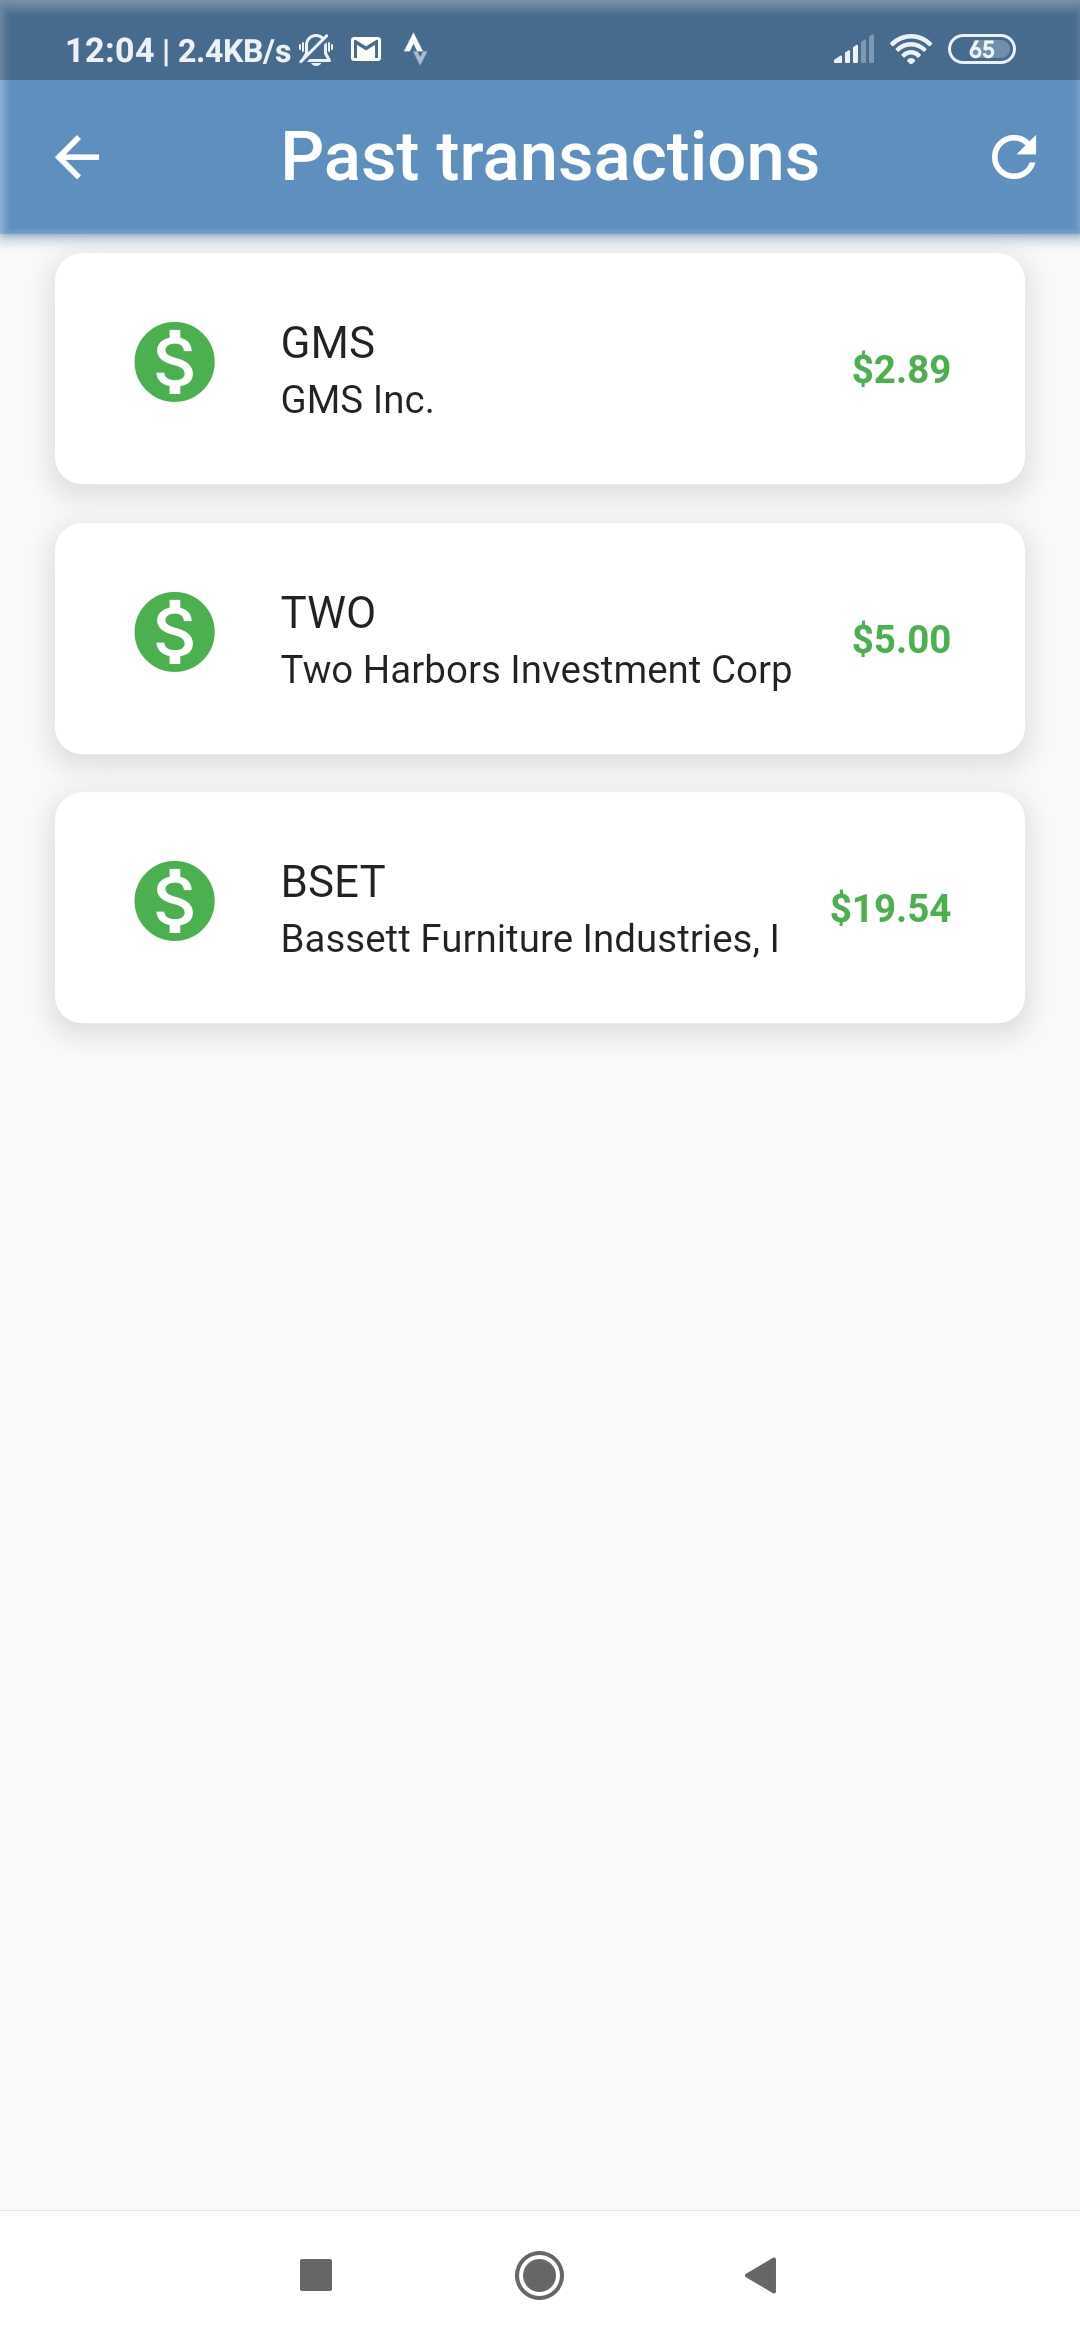 12:04 | 2.4KB/s
65
Past transactions
GMS
GMS Inc.
$2.89
TWO
Two Harbors Investment Corp
$5.00
BSET
Bassett Furniture Industries, I
$19.54